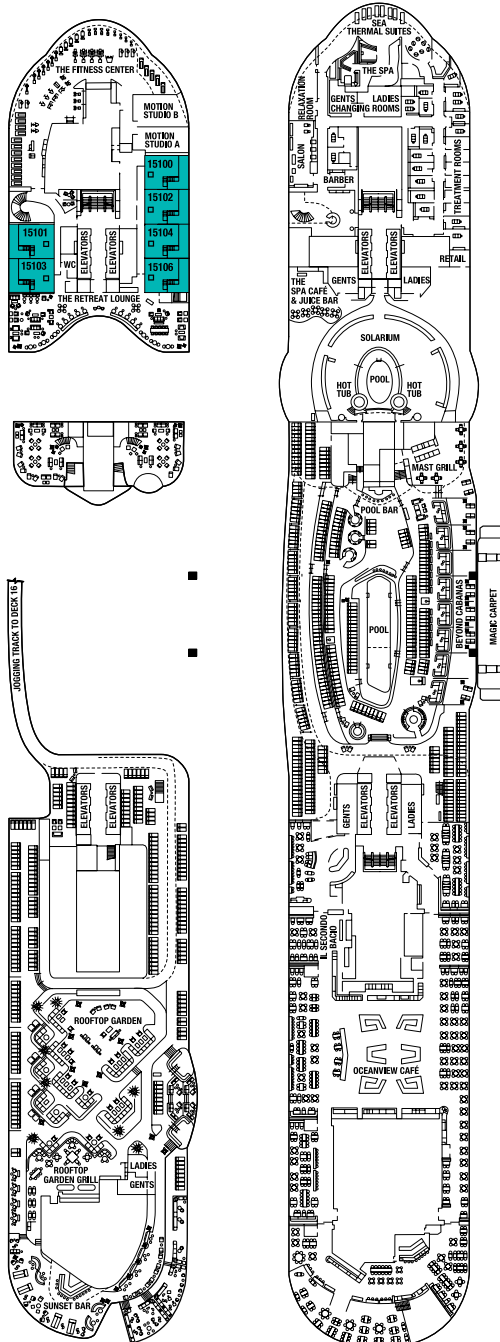 THE FITNESS CENTER
MOTION
STUDIO B
MOTION
STUDIO A
15100
15102
15101
15104
15103
15106
WC
ELEVATORS
ELEVATORS
THE RETREAT LOUNGE
JOGGING TRACK TO DECK 16
ELEVATORS
ELEVATORS
ROOFTOP GARDEN
ROOFTOP
GARDEN GRILL
LADIES
GENTS
SUNSET BAR
SEA
THERMAL SUITES
THE SPA
GENTS
LADIES
CHANGING ROOMS
RELAXATION
ROOM
SALON
BARBER
TREATMENT ROOMS
ELEVATORS
ELEVATORS
RETAIL
THE
SPA CAFÉ
& JUICE BAR
GENTS
LADIES
SOLARIUM
POOL
HOT
TUB
HOT
TUB
MAST GRILL
POOL BAR
POOL
BEYOND CABANAS
MAGIC CARPET
GENTS
ELEVATORS
ELEVATORS
LADIES
IL SECONDO
BACIO
OCEANVIEW CAFÉ